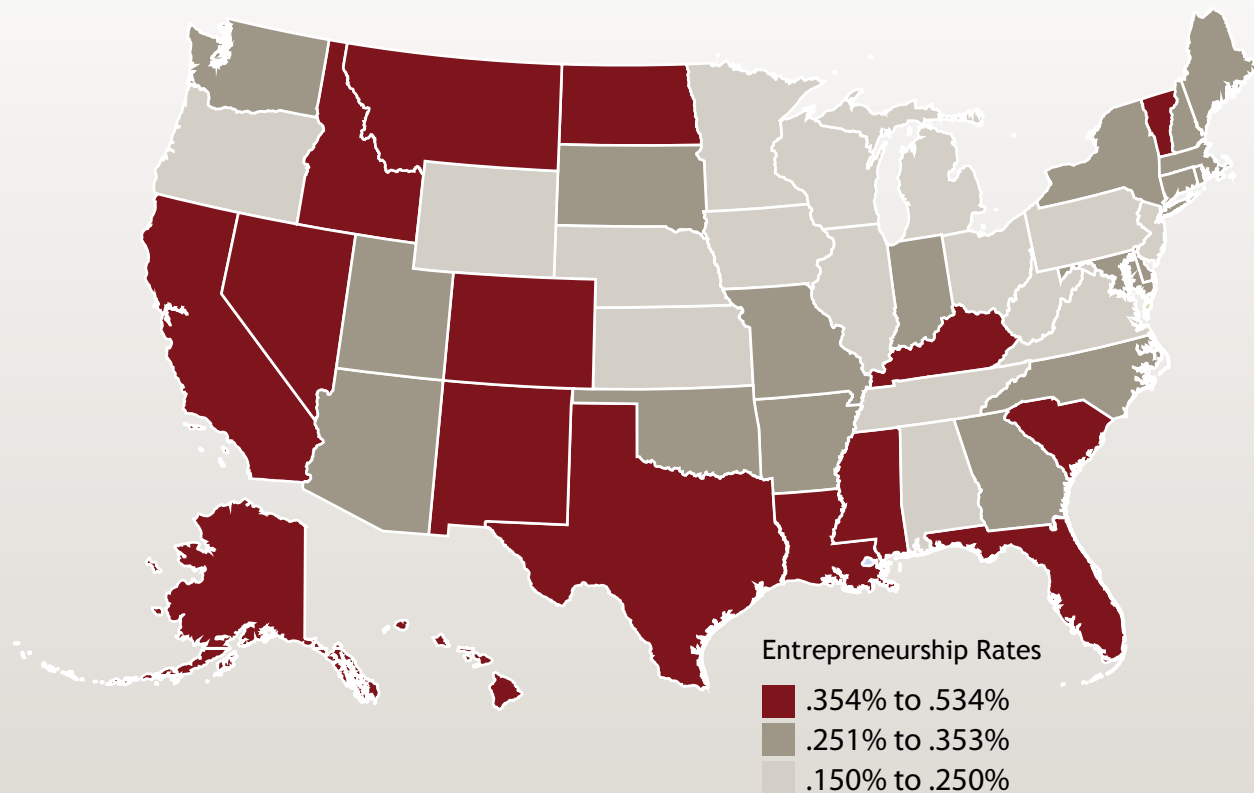 Entrepreneurship Rates
.354% to .534%
.251% to .353%
.150% to .250%